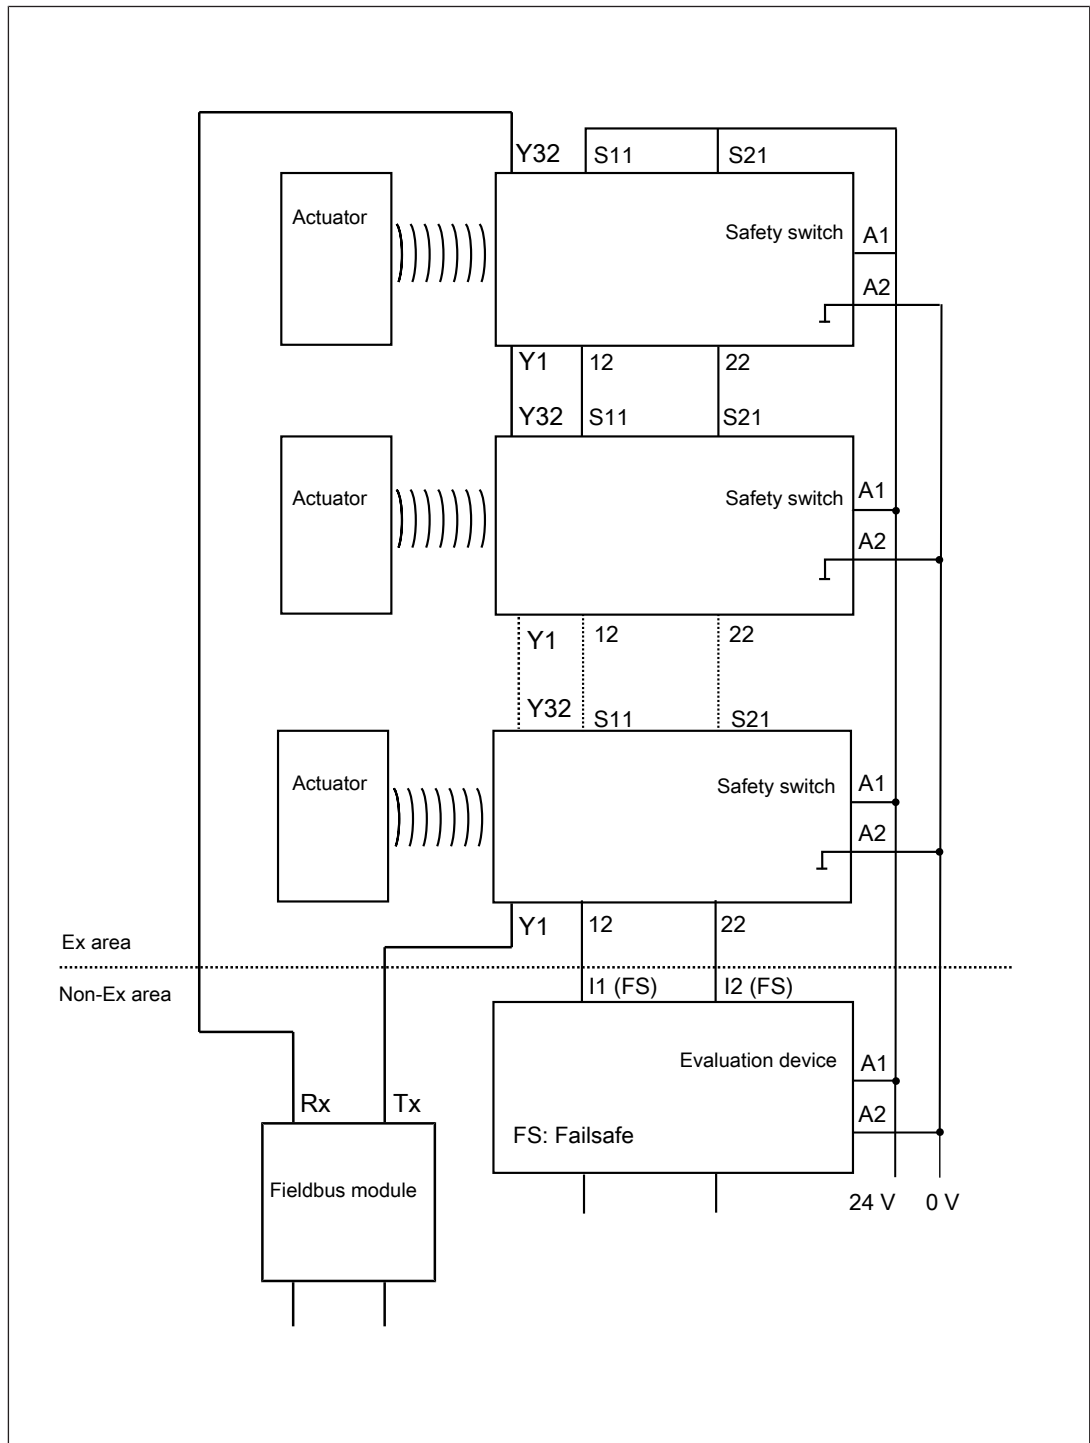 Y32 S11 S21
Actuator
Safety switch
A1
A2
Y1 12 22
Y32 S11 S21
Actuator
Safety switch
A1
A2
Y1 12 22
Y32 S11 S21
Actuator
Safety switch
A1
A2
Y1 12 22
Ex area
Non-Ex area
I1 (FS) I2 (FS)
Evaluation device
A1
A2
FS: Failsafe
Rx Tx
Fieldbus module
24 V 0 V